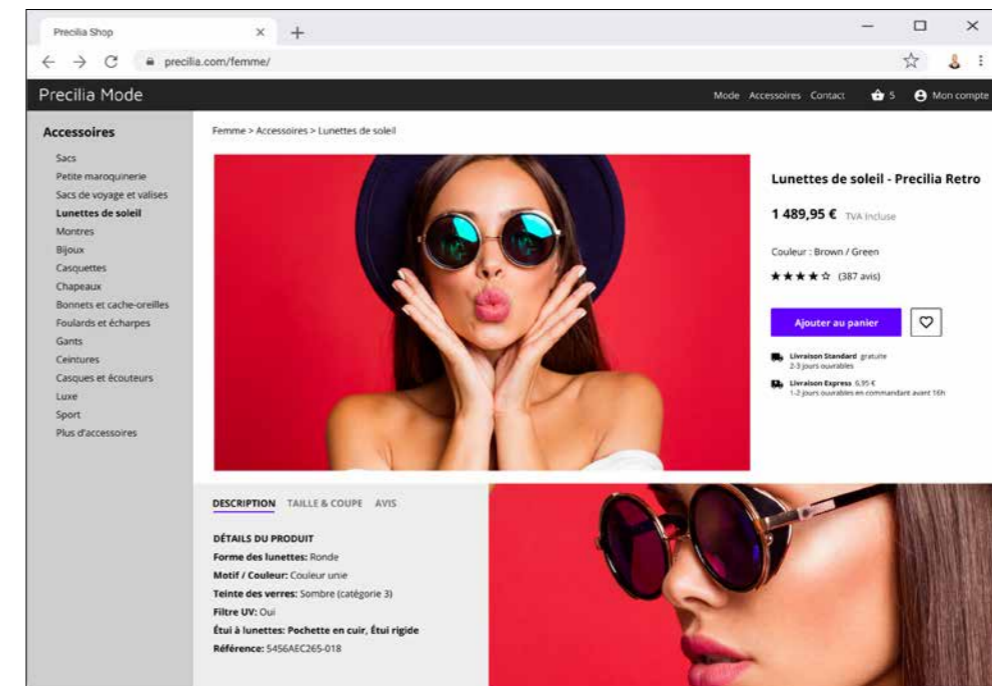 Precilia Shop
precilia.com/femme/
Precilia Mode
Mode Accessoires Contact 5 Mon compte
Accessoires
Sacs
Petite maroquinerie
Sacs de voyage et valises
Lunettes de soleil
Montres
Bijoux
Casquettes
Chapeaux
Bonnets et cache-oreilles
Foulards et écharpes
Gants
Ceintures
Casques et écouteurs
Luxe
Sport
Plus d'accessoires
Femme > Accessoires > Lunettes de soleil
Lunettes de soleil - Precilia Retro
1 489,95 € TVA Incluse
Couleur : Brown / Green
★★★★☆ (387 avis)
Ajouter au panier
Livraison Standard gratuite
2-3 jours ouvrables
Livraison Express 6,95 €
1-2 jours ouvrables en commandant avant 16h
DESCRIPTION TAILLE & COUPE AVIS
DÉTAILS DU PRODUIT
Forme des lunettes: Ronde
Motif / Couleur: Couleur unie
Teinte des verres: Sombre (catégorie 3)
Filtre UV: Oui
Étui à lunettes: Pochette en cuir, Étui rigide
Référence: 5456AEC265-018